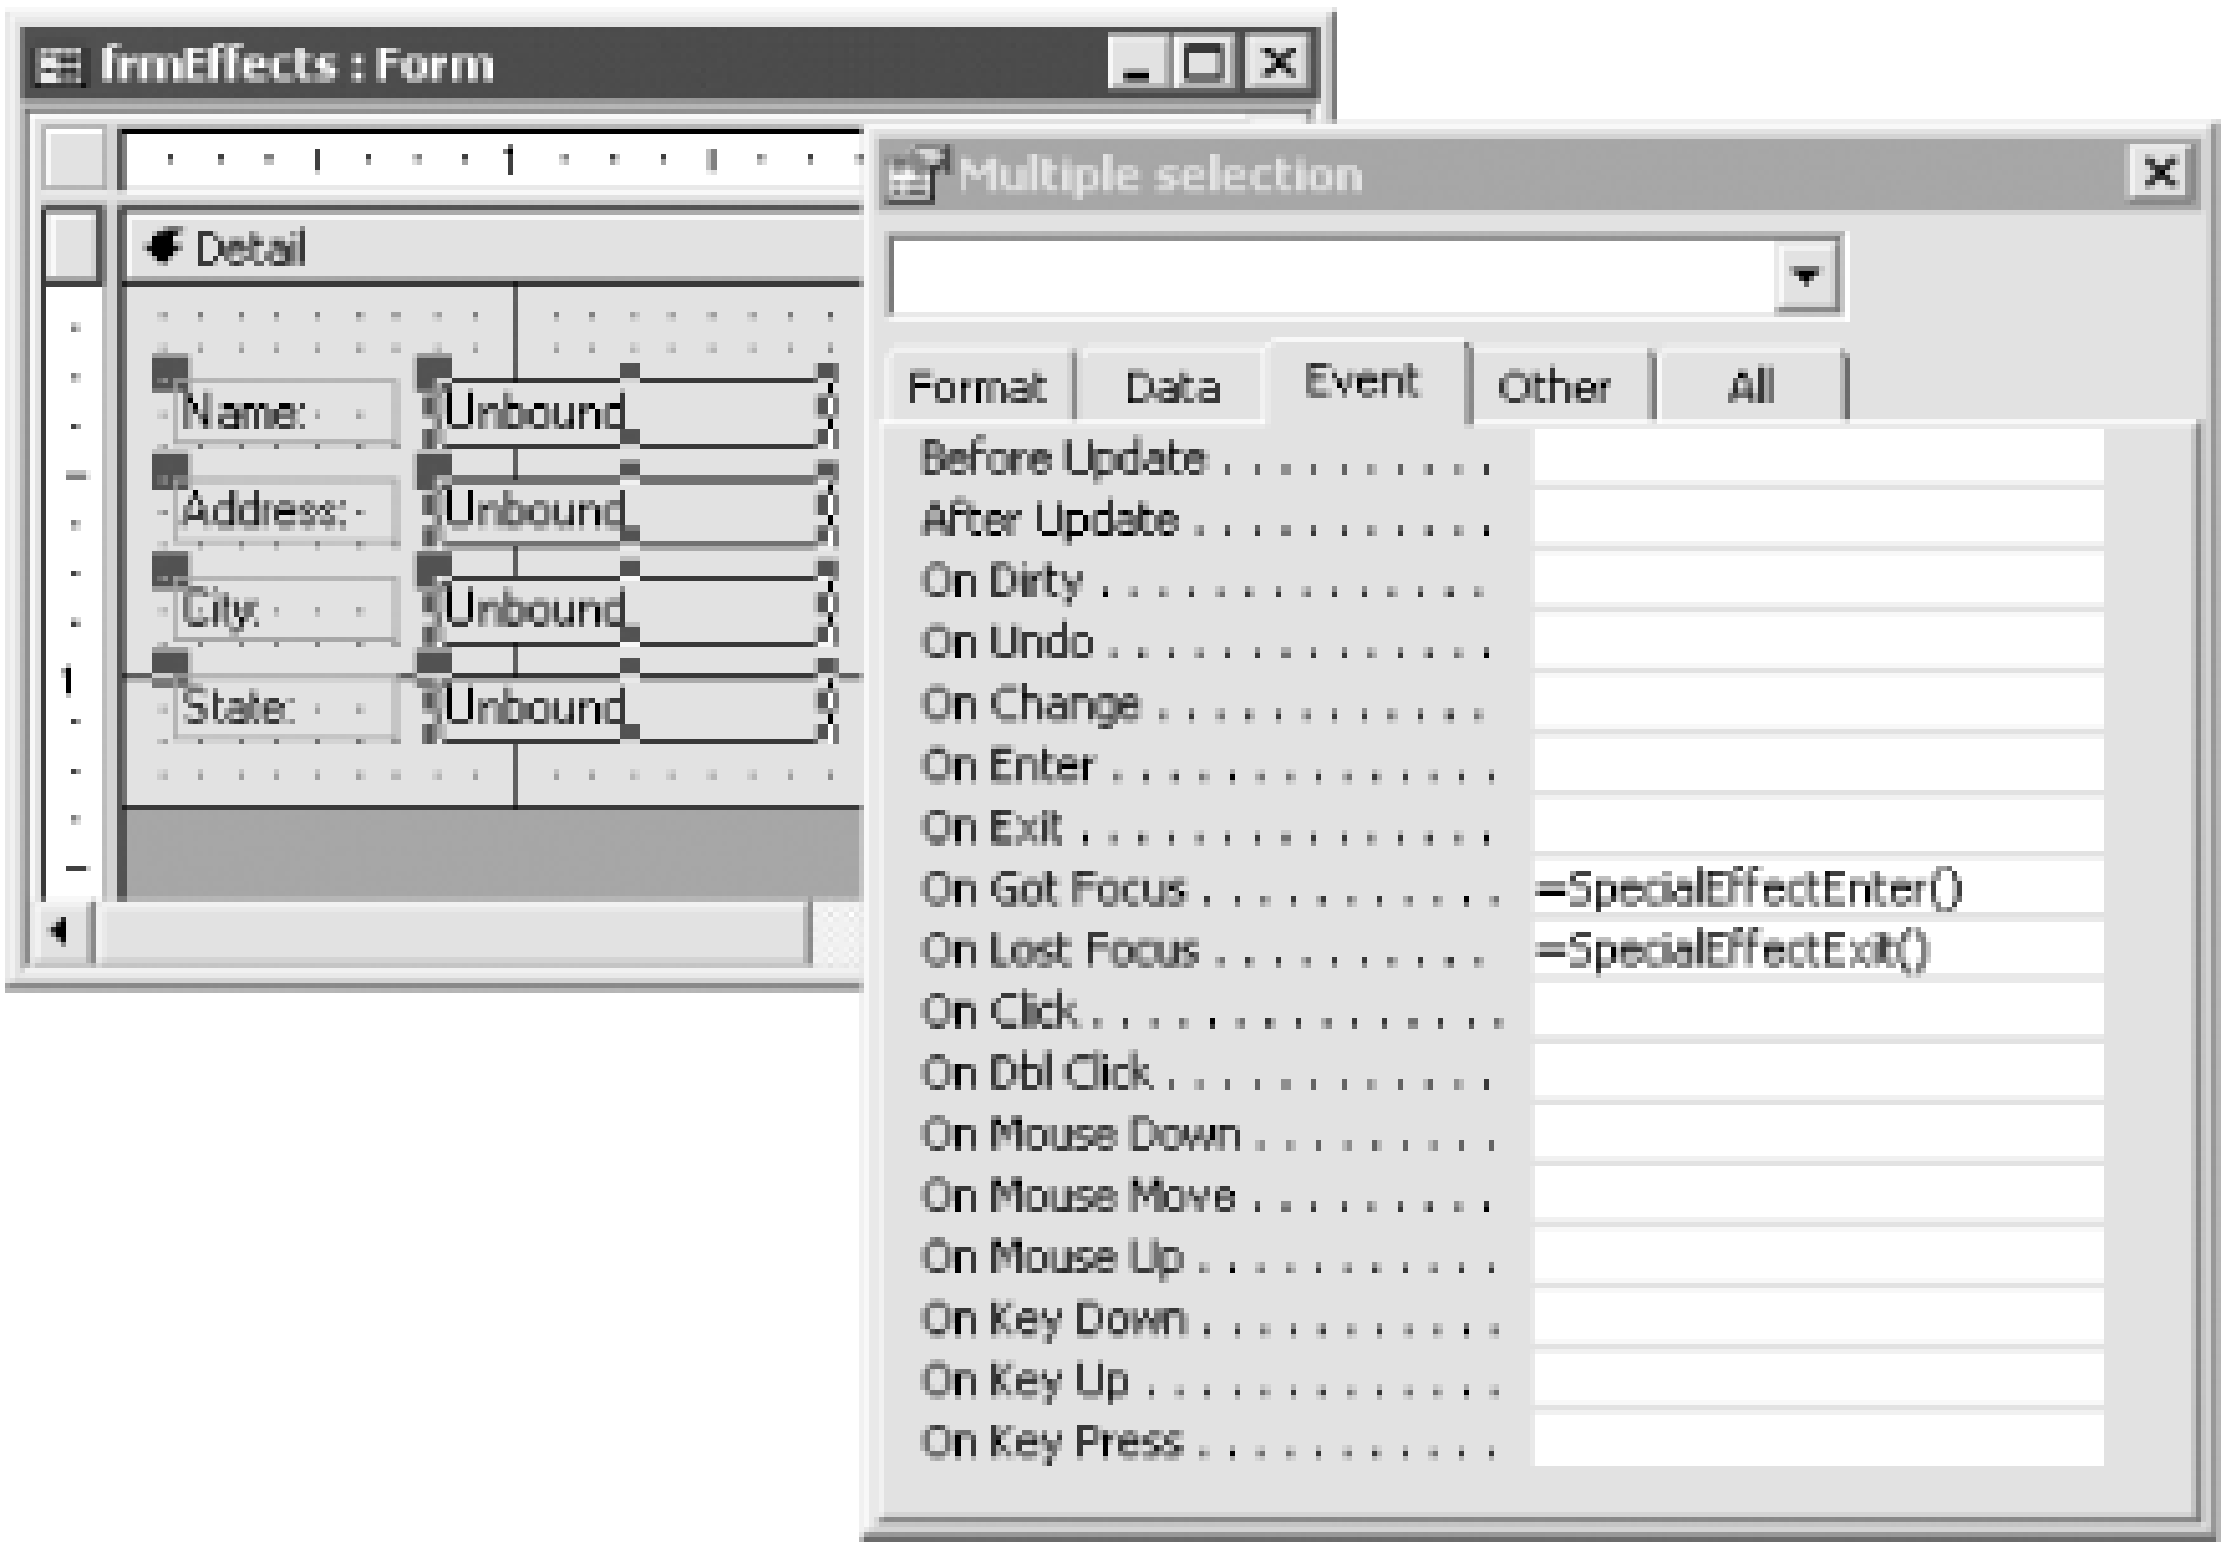 frmEffects : Form
1
Detail
Name:
Unbound
Address:
Unbound
City:
Unbound
1
State:
Unbound
Multiple selection
Format Data Event Other All
Before Update . . . . . . . . . .
After Update . . . . . . . . . . .
On Dirty . . . . . . . . . . . . . .
On Undo . . . . . . . . . . . . . .
On Change . . . . . . . . . . . .
On Enter . . . . . . . . . . . . . .
On Exit . . . . . . . . . . . . . . .
On Got Focus . . . . . . . . . . . =SpecialEffectEnter()
On Lost Focus . . . . . . . . . . =SpecialEffectExit()
On Click . . . . . . . . . . . . . . .
On Dbl Click . . . . . . . . . . . .
On Mouse Down . . . . . . . . .
On Mouse Move . . . . . . . . .
On Mouse Up . . . . . . . . . . .
On Key Down . . . . . . . . . . .
On Key Up . . . . . . . . . . . . .
On Key Press . . . . . . . . . . .